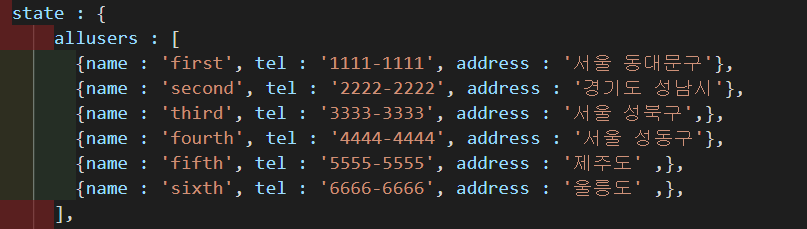 state : {
allusers : [
{name : 'first', tel : '1111-1111', address : '서울 동대문구'},
{name : 'second', tel : '2222-2222', address : '경기도 성남시'},
{name : 'third', tel : '3333-3333', address : '서울 성북구',},
{name : 'fourth', tel : '4444-4444', address : '서울 성동구'},
{name : 'fifth', tel : '5555-5555', address : '제주도' ,},
{name : 'sixth', tel : '6666-6666', address : '울릉도' ,},
],